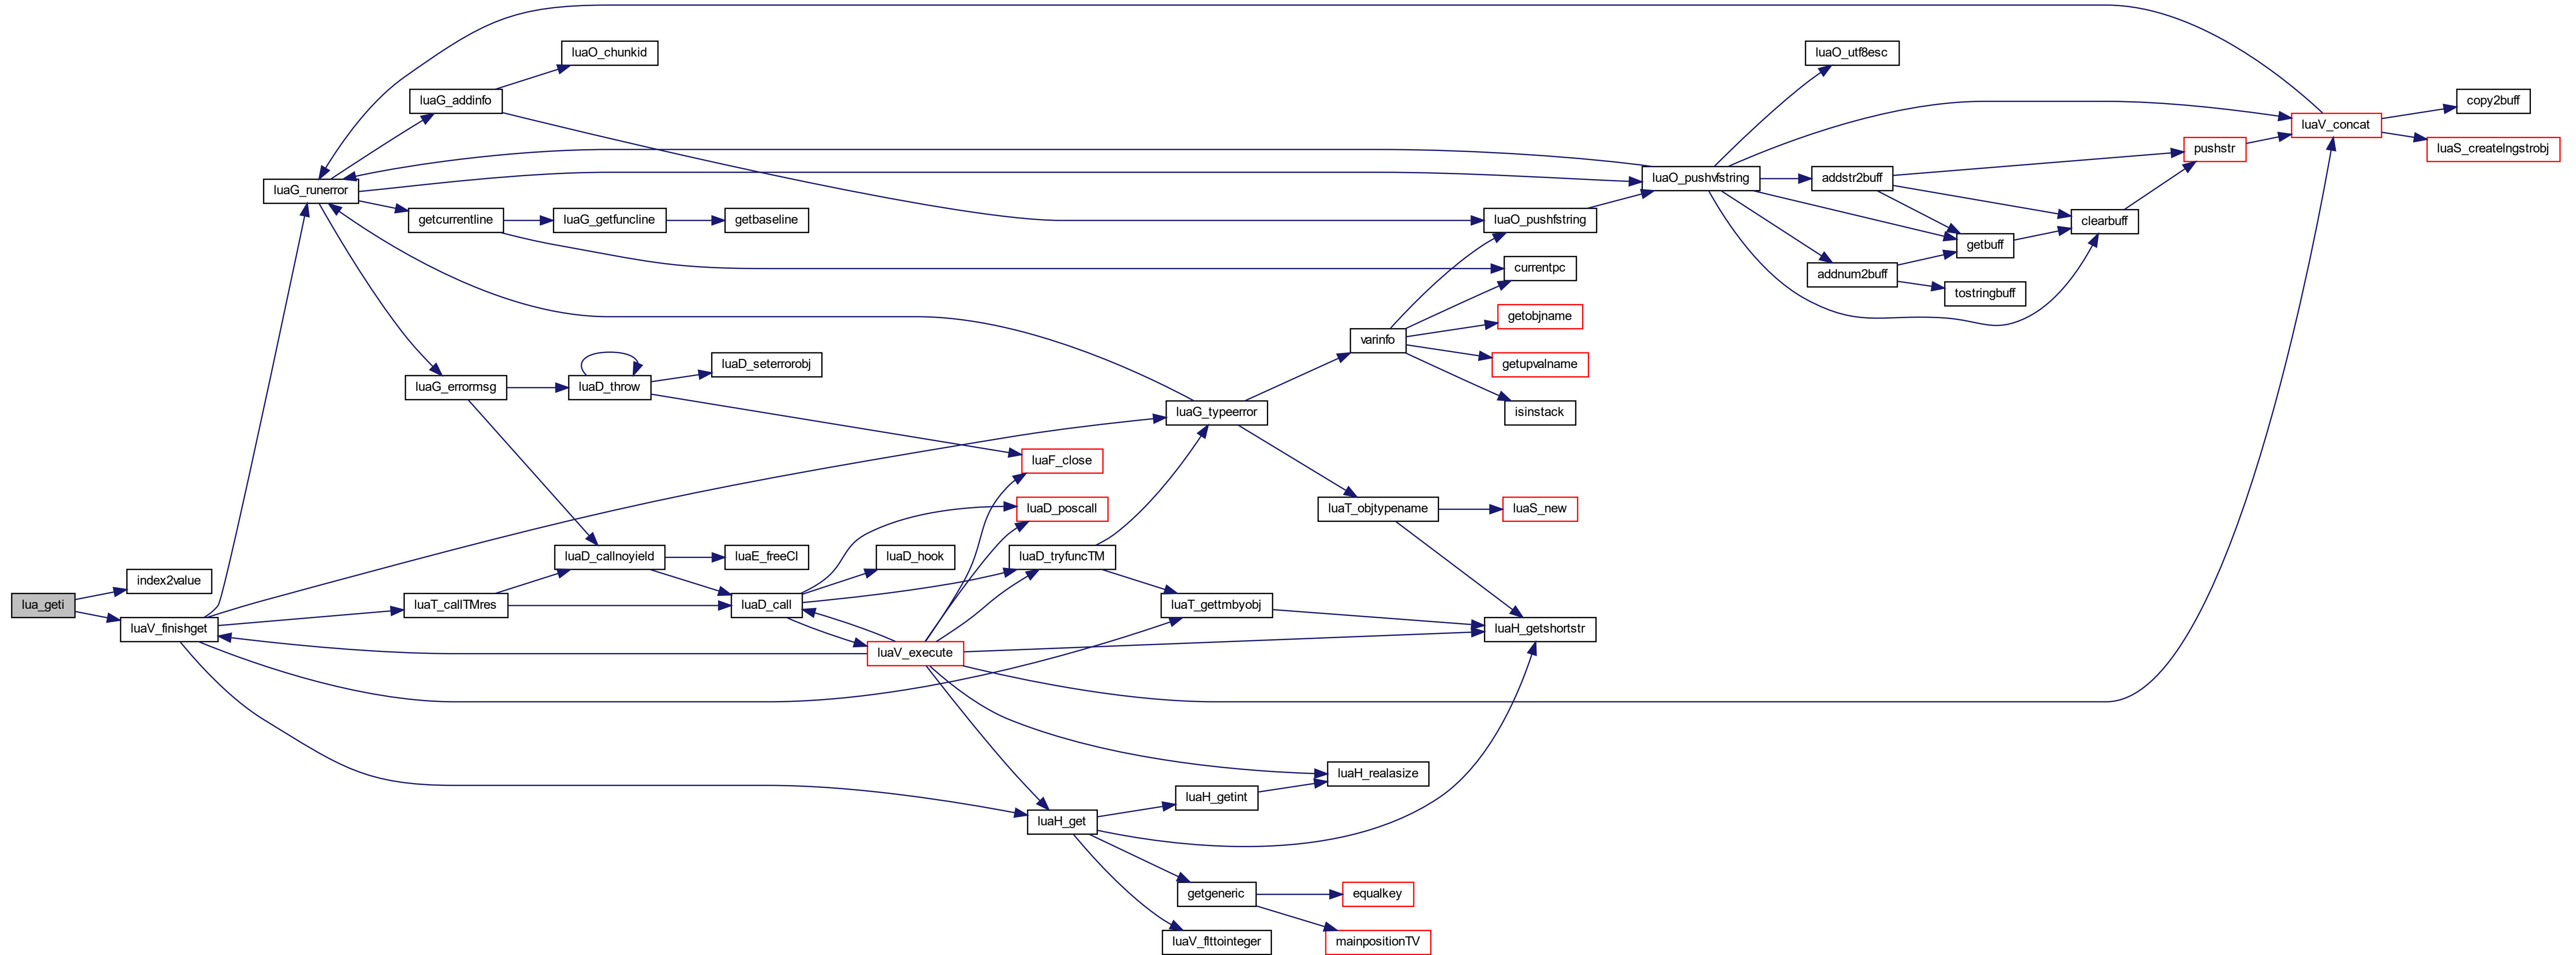 luaO_chunkid
luaO_utf8esc
luaG_addinfo
copy2buff
luaV_concat
pushstr
luaS_createlngstrobj
luaG_runerror
luaO_pushvfstring
addstr2buff
getcurrentline
luaG_getfuncline
getbaseline
luaO_pushfstring
clearbuff
getbuff
currentpc
addnum2buff
tostringbuff
getobjname
varinfo
getupvalname
luaD_seterrorobj
luaG_errormsg
luaD_throw
luaG_typeerror
isinstack
luaF_close
luaD_poscall
luaT_objtypename
luaS_new
luaD_callnoyield
luaE_freeCI
luaD_hook
luaD_tryfuncTM
index2value
lua_geti
luaT_callTMres
luaD_call
luaT_gettmbyobj
luaV_finishget
luaH_getshortstr
luaV_execute
luaH_realasize
luaH_getint
luaH_get
getgeneric
equalkey
luaV_flttointeger
mainpositionTV